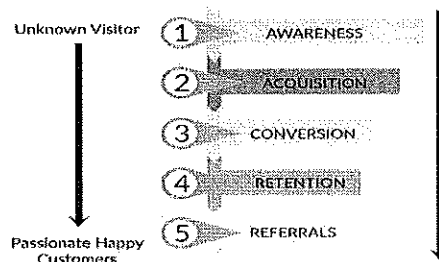 Unknown Visitor
1 AWARENESS
2 ACQUISITION
3 CONVERSION
4 RETENTION
5 REFERRALS
Passionate Happy
Customers